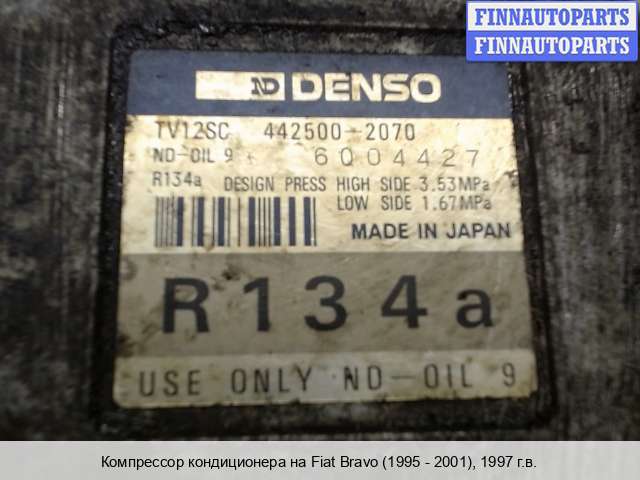 FINNAUTOPARTS
FINNAUTOPARTS
ND DENSO
TV12SC 442500-2070
ND-OIL 9 6004427
R134a DESIGN PRESS HIGH SIDE 3.53MPa
LOW SIDE 1.67MPa
MADE IN JAPAN
R134a
USE ONLY ND-OIL 9
Компрессор кондиционера на Fiat Bravo (1995 - 2001), 1997 г.в.